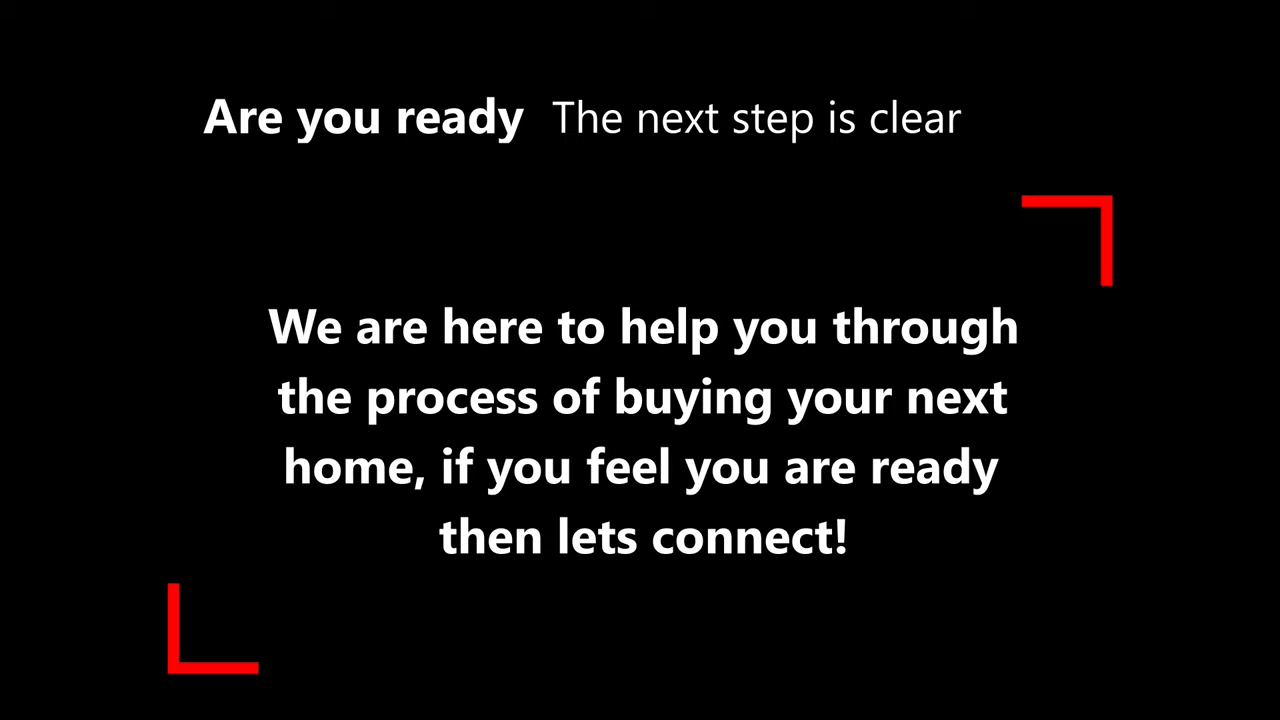 Are you ready The next step is clear
We are here to help you through
the process of buying your next
home, if you feel you are ready
then lets connect!